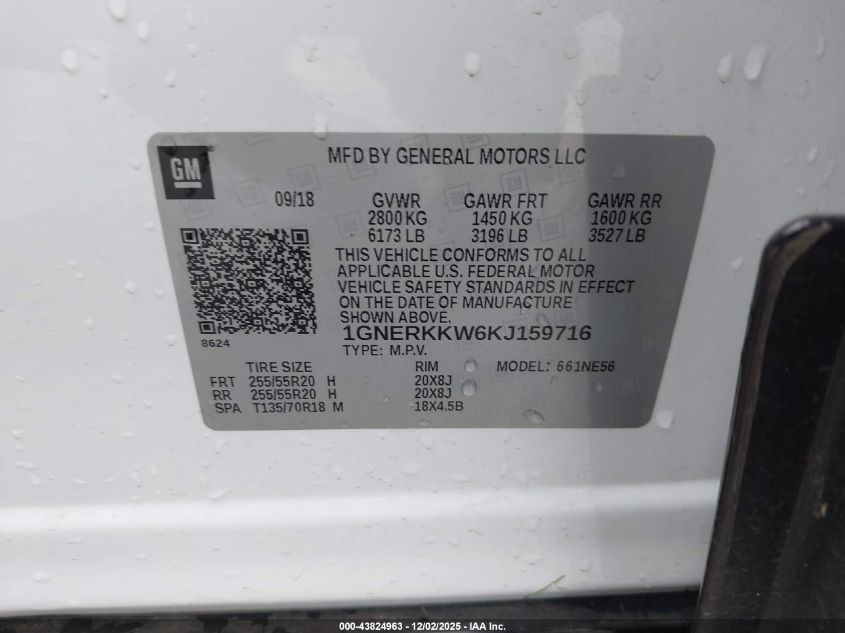 GM
MFD BY GENERAL MOTORS LLC
09/18 GVWR GAWR FRT GAWR RR
2800 KG 1450 KG 1600 KG
6173 LB 3196 LB 3527 LB
THIS VEHICLE CONFORMS TO ALL
APPLICABLE U.S. FEDERAL MOTOR
VEHICLE SAFETY STANDARDS IN EFFECT
ON THE DATE OF MANUFACTURE
SHOWN ABOVE.
1GNERKKW6KJ159716
8624
TYPE: M.P.V.
TIRE SIZE RIM MODEL: 661NE56
FRT 255/55R20 H 20X8J
RR 255/55R20 H 20X8J
SPA T135/70R18 M 18X4.5B
000-43824963 - 12/02/2025 - IAA Inc.